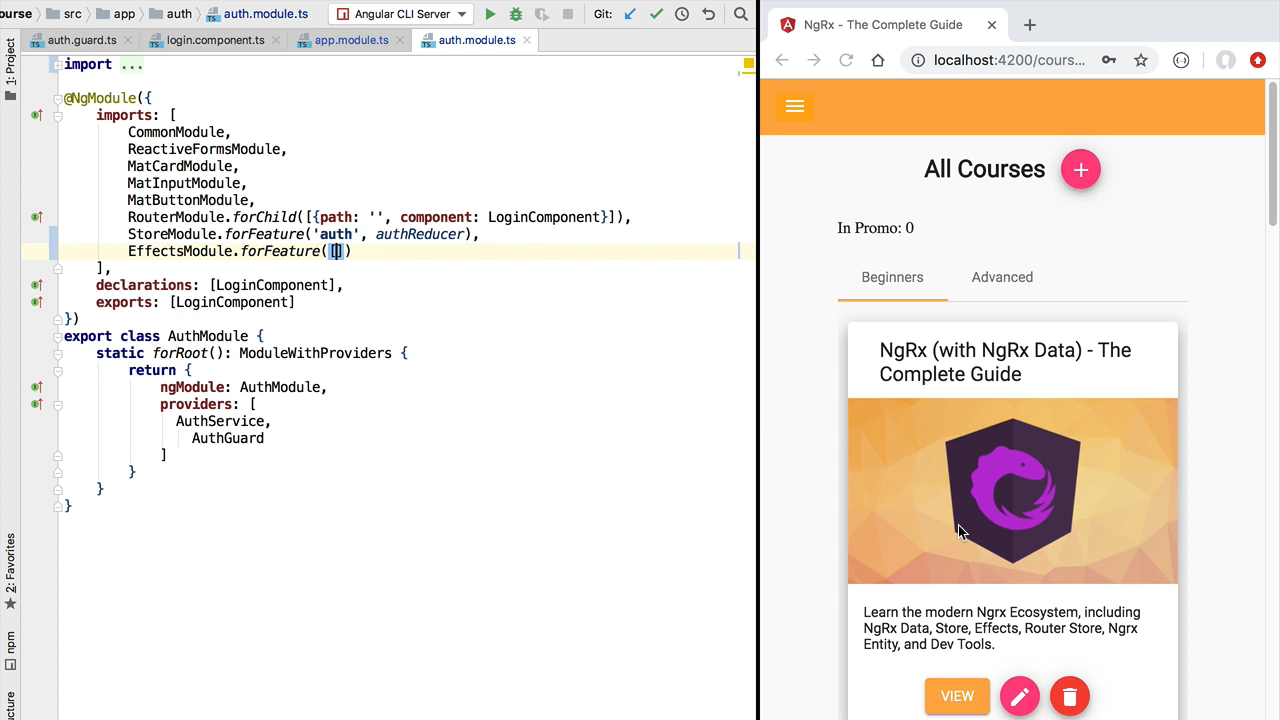 ourse src app auth auth.module.ts Angular CLI Server Git:
auth.guard.ts login.component.ts app.module.ts auth.module.ts
1: Project
2: Favorites
npm
ucture
import ...
@NgModule({
imports: [
CommonModule,
ReactiveFormsModule,
MatCardModule,
MatInputModule,
MatButtonModule,
RouterModule.forChild([{path: '', component: LoginComponent}]),
StoreModule.forFeature('auth', authReducer),
EffectsModule.forFeature([])
],
declarations: [LoginComponent],
exports: [LoginComponent]
})
export class AuthModule {
static forRoot(): ModuleWithProviders {
return {
ngModule: AuthModule,
providers: [
AuthService,
AuthGuard
]
}
}
}
NgRx - The Complete Guide
localhost:4200/cours...
All Courses
In Promo: 0
Beginners Advanced
NgRx (with NgRx Data) - The
Complete Guide
Learn the modern Ngrx Ecosystem, including
NgRx Data, Store, Effects, Router Store, Ngrx
Entity, and Dev Tools.
VIEW